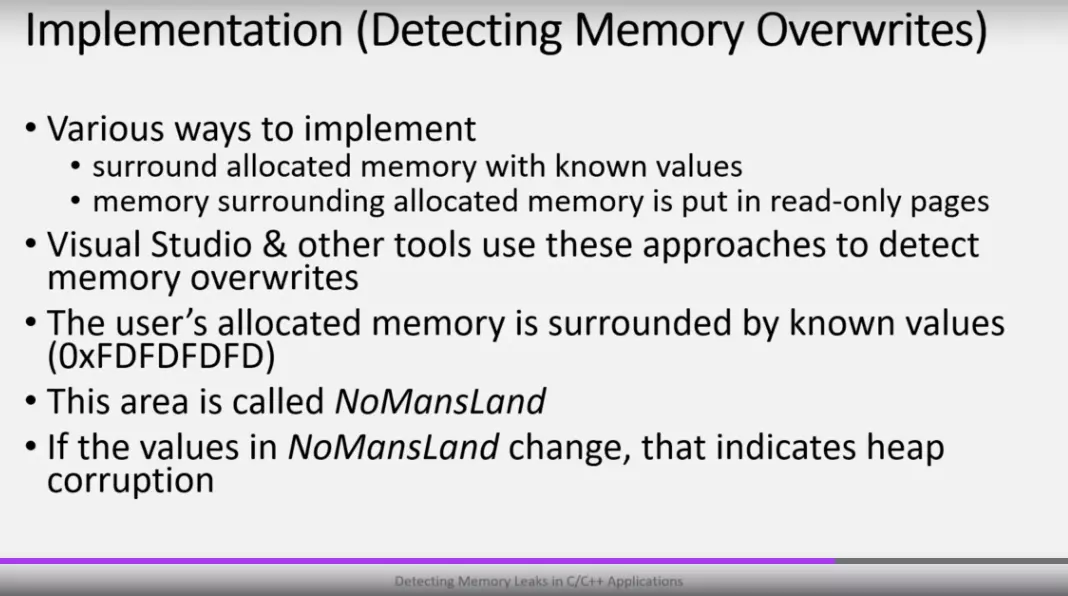 Implementation (Detecting Memory Overwrites)
• Various ways to implement
• surround allocated memory with known values
• memory surrounding allocated memory is put in read-only pages
• Visual Studio & other tools use these approaches to detect
memory overwrites
• The user’s allocated memory is surrounded by known values
(0xFDFDFDFD)
• This area is called NoMansLand
• If the values in NoMansLand change, that indicates heap
corruption
Detecting Memory Leaks in C/C++ Applications